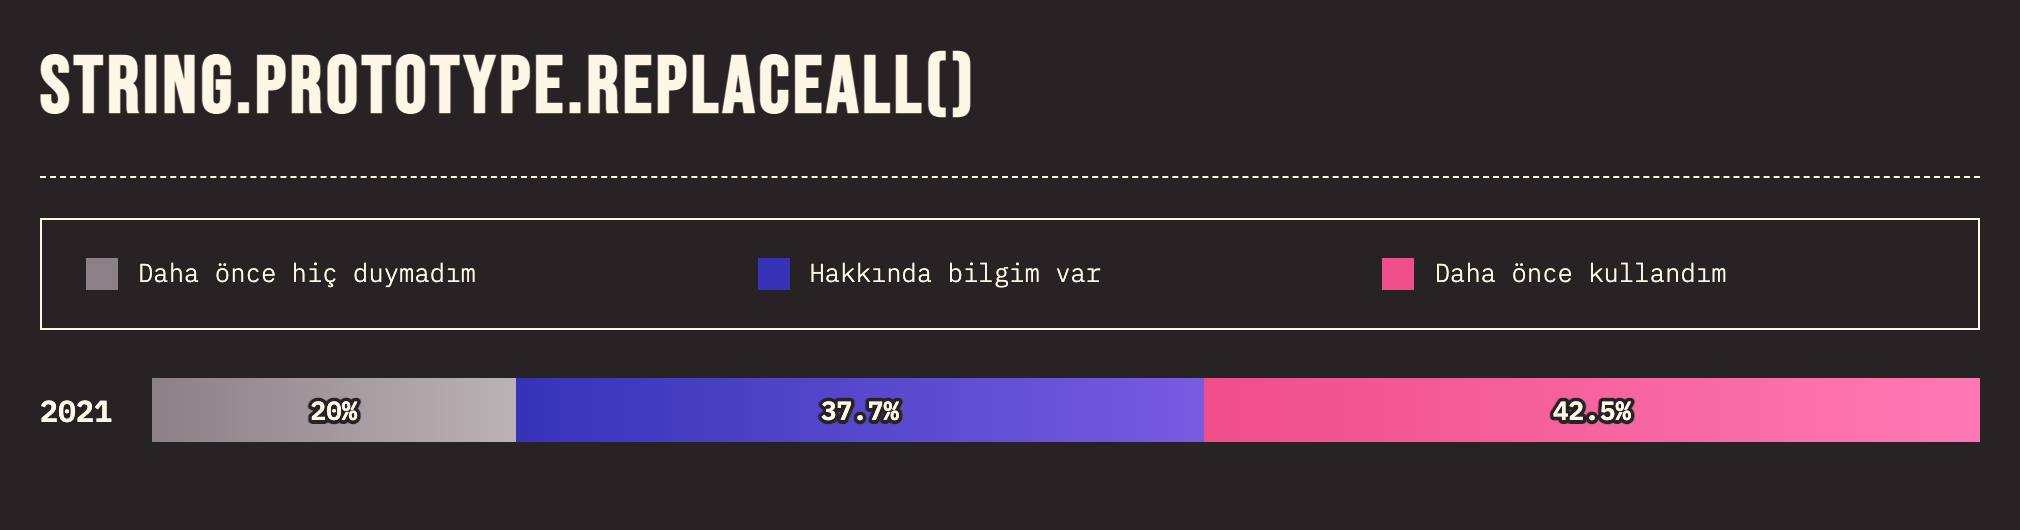 STRING.PROTOTYPE.REPLACEALL()
Daha önce hiç duymadım Hakkında bilgim var Daha önce kullandım
2021 20% 37.7% 42.5%